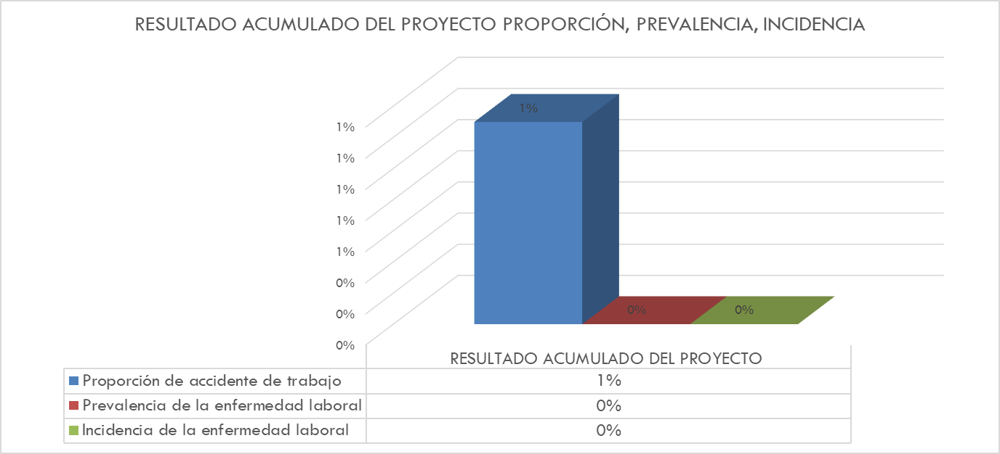 RESULTADO ACUMULADO DEL PROYECTO PROPORCIÓN, PREVALENCIA, INCIDENCIA
1%
1%
1%
1%
1%
1%
0%
0%
0%
0%
0%
RESULTADO ACUMULADO DEL PROYECTO
Proporción de accidente de trabajo 1%
Prevalencia de la enfermedad laboral 0%
Incidencia de la enfermedad laboral 0%